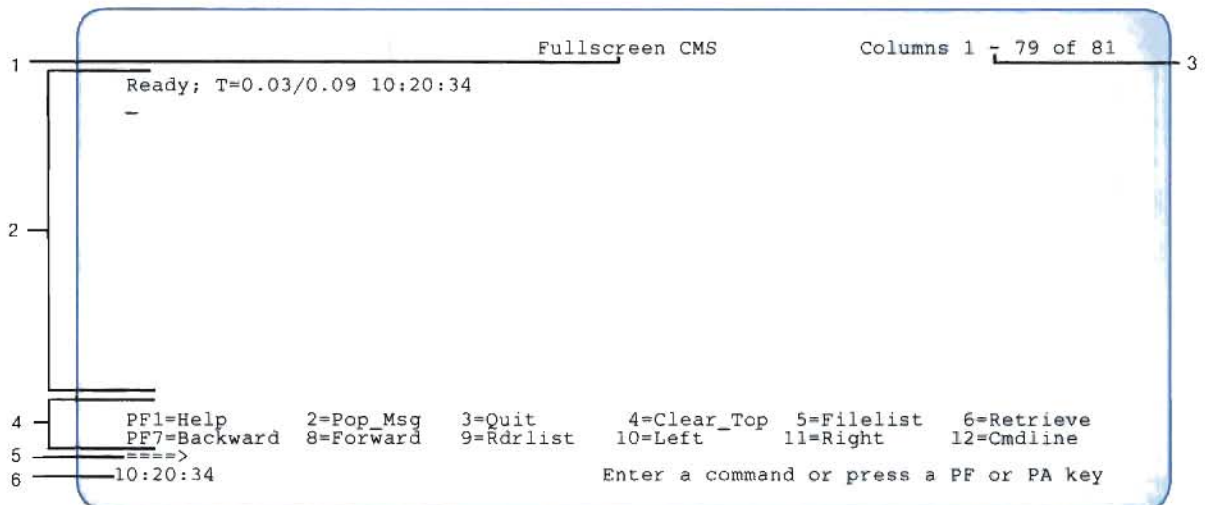 Fullscreen CMS Columns 1 - 79 of 81
1
3
Ready; T=0.03/0.09 10:20:34
2
4
PF1=Help 2=Pop_Msg 3=Quit 4=Clear_Top 5=Filelist 6=Retrieve
PF7=Backward 8=Forward 9=Rdrlist 10=Left 11=Right 12=Cmdline
5 ====>
6 10:20:34 Enter a command or press a PF or PA key